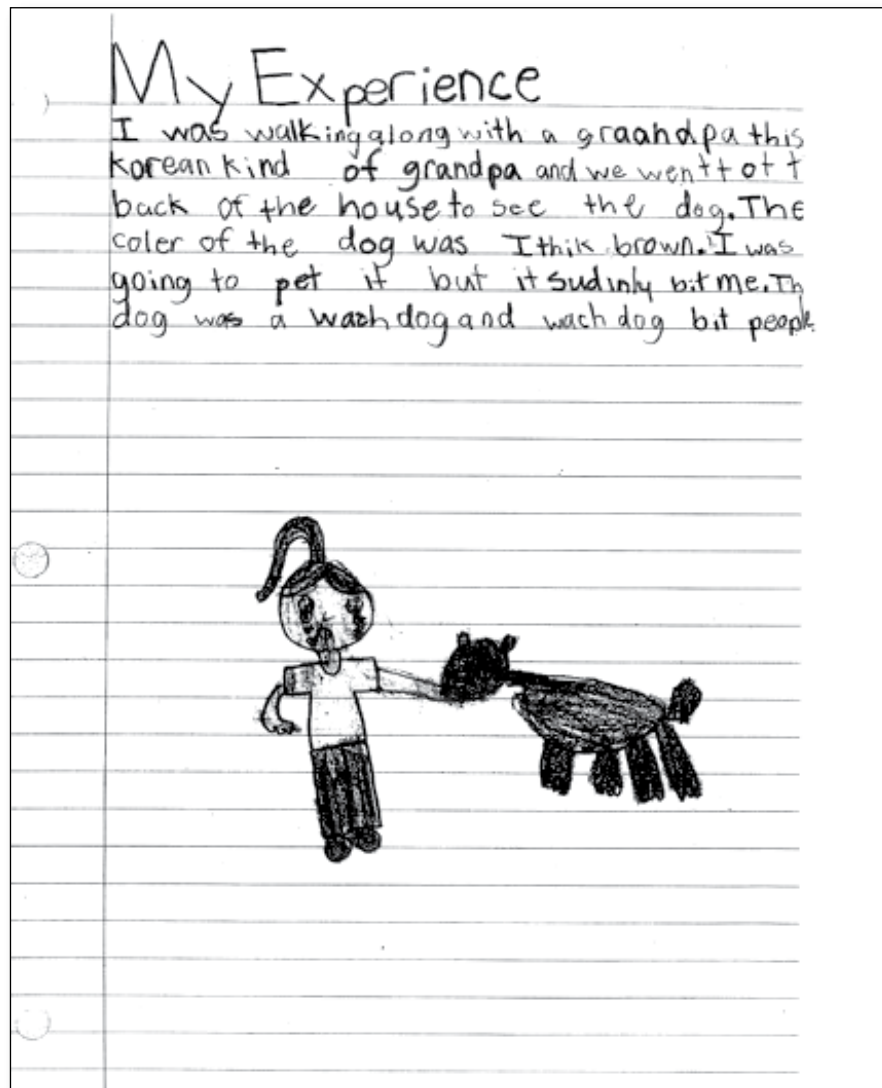 My Experience
I was walking along with a graandpa this
korean kind of grandpa and we wentt ott
back of the house to see the dog. The
coler of the dog was I thik brown. I was
going to pet it but it sudinly bit me. Th
dog was a wach dog and wach dog bit people